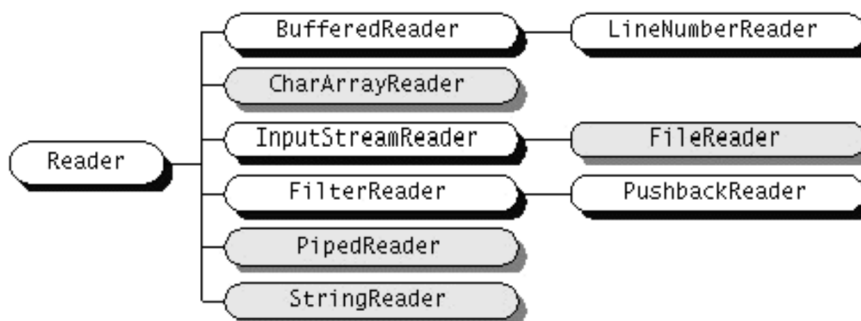 BufferedReader
LineNumberReader
CharArrayReader
InputStreamReader
FileReader
Reader
FilterReader
PushbackReader
PipedReader
StringReader